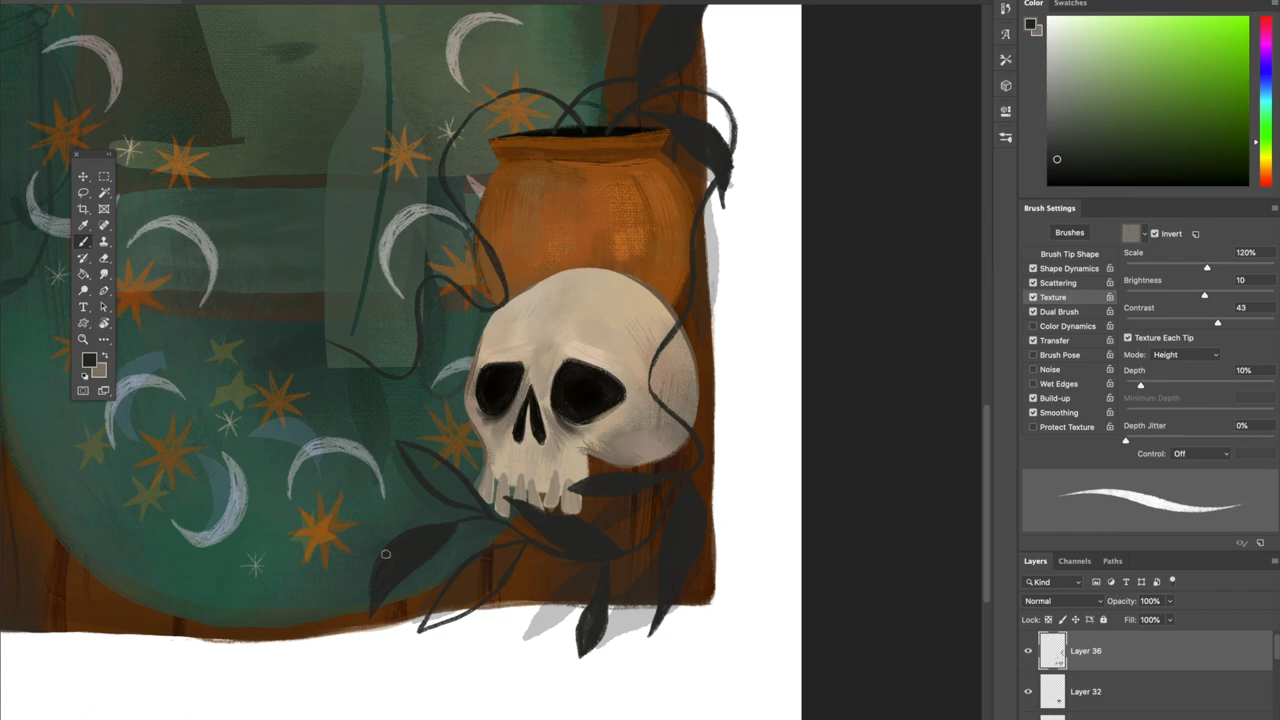 Color Swatches
Brush Settings
Brushes
Invert
Brush Tip Shape
Shape Dynamics
Scattering
Texture
Dual Brush
Color Dynamics
Transfer
Brush Pose
Noise
Wet Edges
Build-up
Smoothing
Protect Texture
Scale 120%
Brightness 10
Contrast 43
Texture Each Tip
Mode: Height
Depth 10%
Minimum Depth
Depth Jitter 0%
Control: Off
Layers Channels Paths
Kind
Normal Opacity: 100%
Lock: Fill: 100%
Layer 36
Layer 32